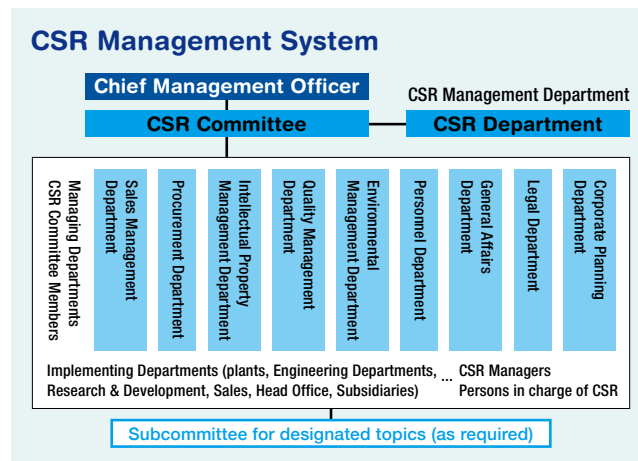 CSR Management System
Chief Management Officer
CSR Management Department
CSR Committee
CSR Department
Managing Departments
CSR Committee Members
Sales Management
Department
Procurement Department
Intellectual Property
Management Department
Quality Management
Department
Environmental
Management Department
Personnel Department
General Affairs
Department
Legal Department
Corporate Planning
Department
Implementing Departments (plants, Engineering Departments,
Research & Development, Sales, Head Office, Subsidiaries)
... CSR Managers
Persons in charge of CSR
Subcommittee for designated topics (as required)